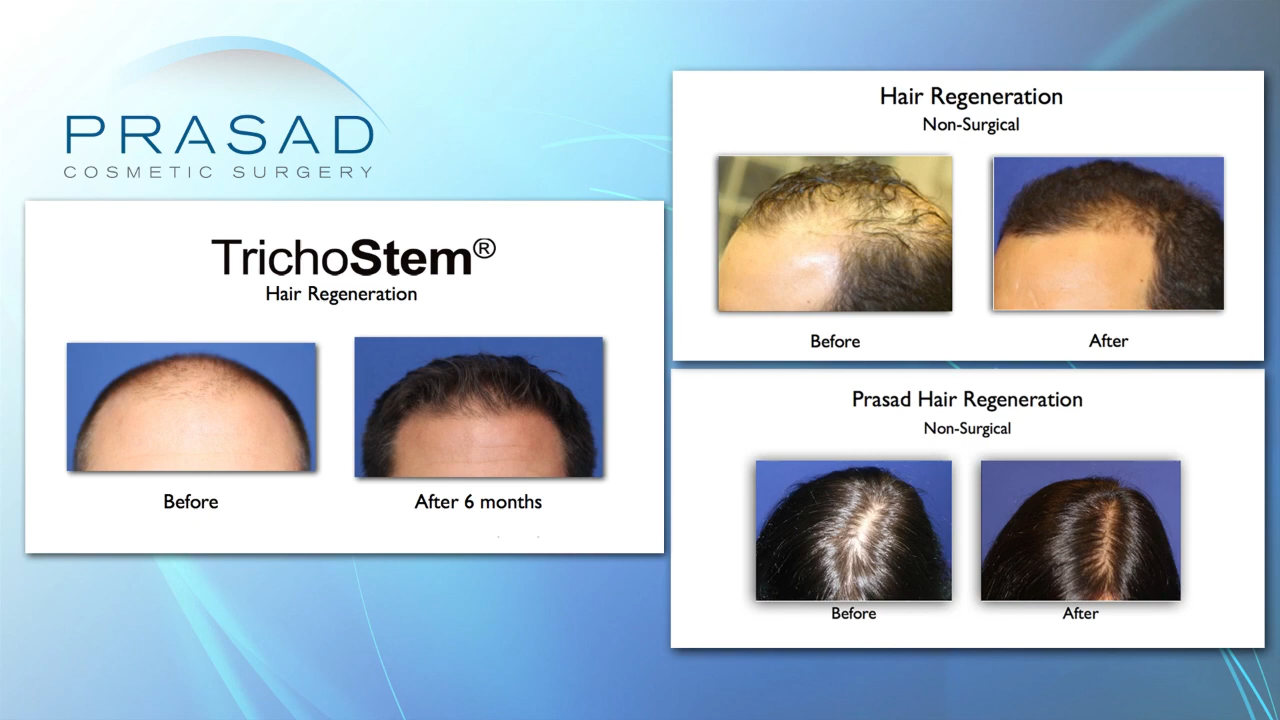 PRASAD
COSMETIC SURGERY
TrichoStem®
Hair Regeneration
Before
After 6 months
Hair Regeneration
Non-Surgical
Before
After
Prasad Hair Regeneration
Non-Surgical
Before
After